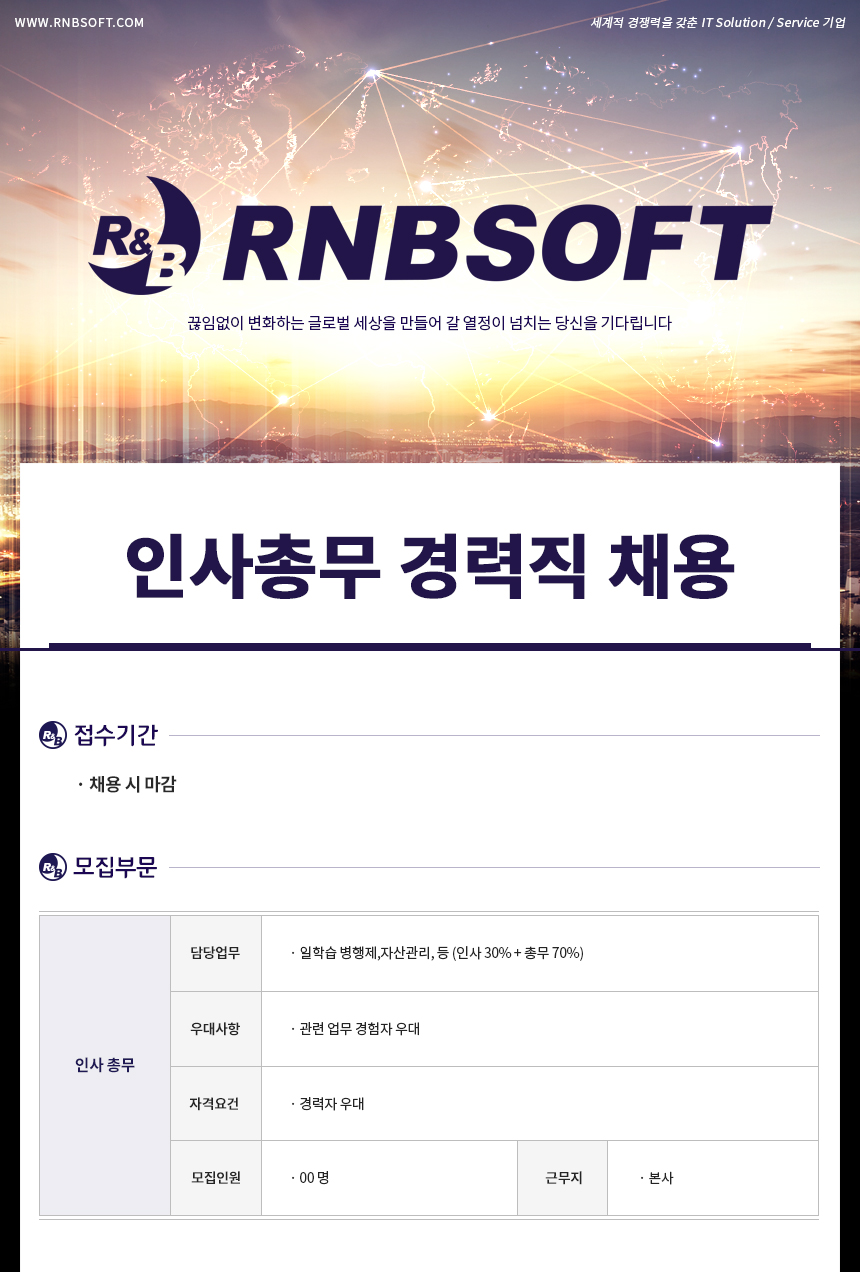 WWW.RNBSOFT.COM
세계적 경쟁력을 갖춘 IT Solution / Service 기업
R&B RNBSOFT
끊임없이 변화하는 글로벌 세상을 만들어 갈 열정이 넘치는 당신을 기다립니다
인사총무 경력직 채용
R&B 접수기간
· 채용 시 마감
R&B 모집부문
인사 총무
담당업무 · 일학습 병행제,자산관리, 등 (인사 30% + 총무 70%)
우대사항 · 관련 업무 경험자 우대
자격요건 · 경력자 우대
모집인원 · 00 명 근무지 · 본사